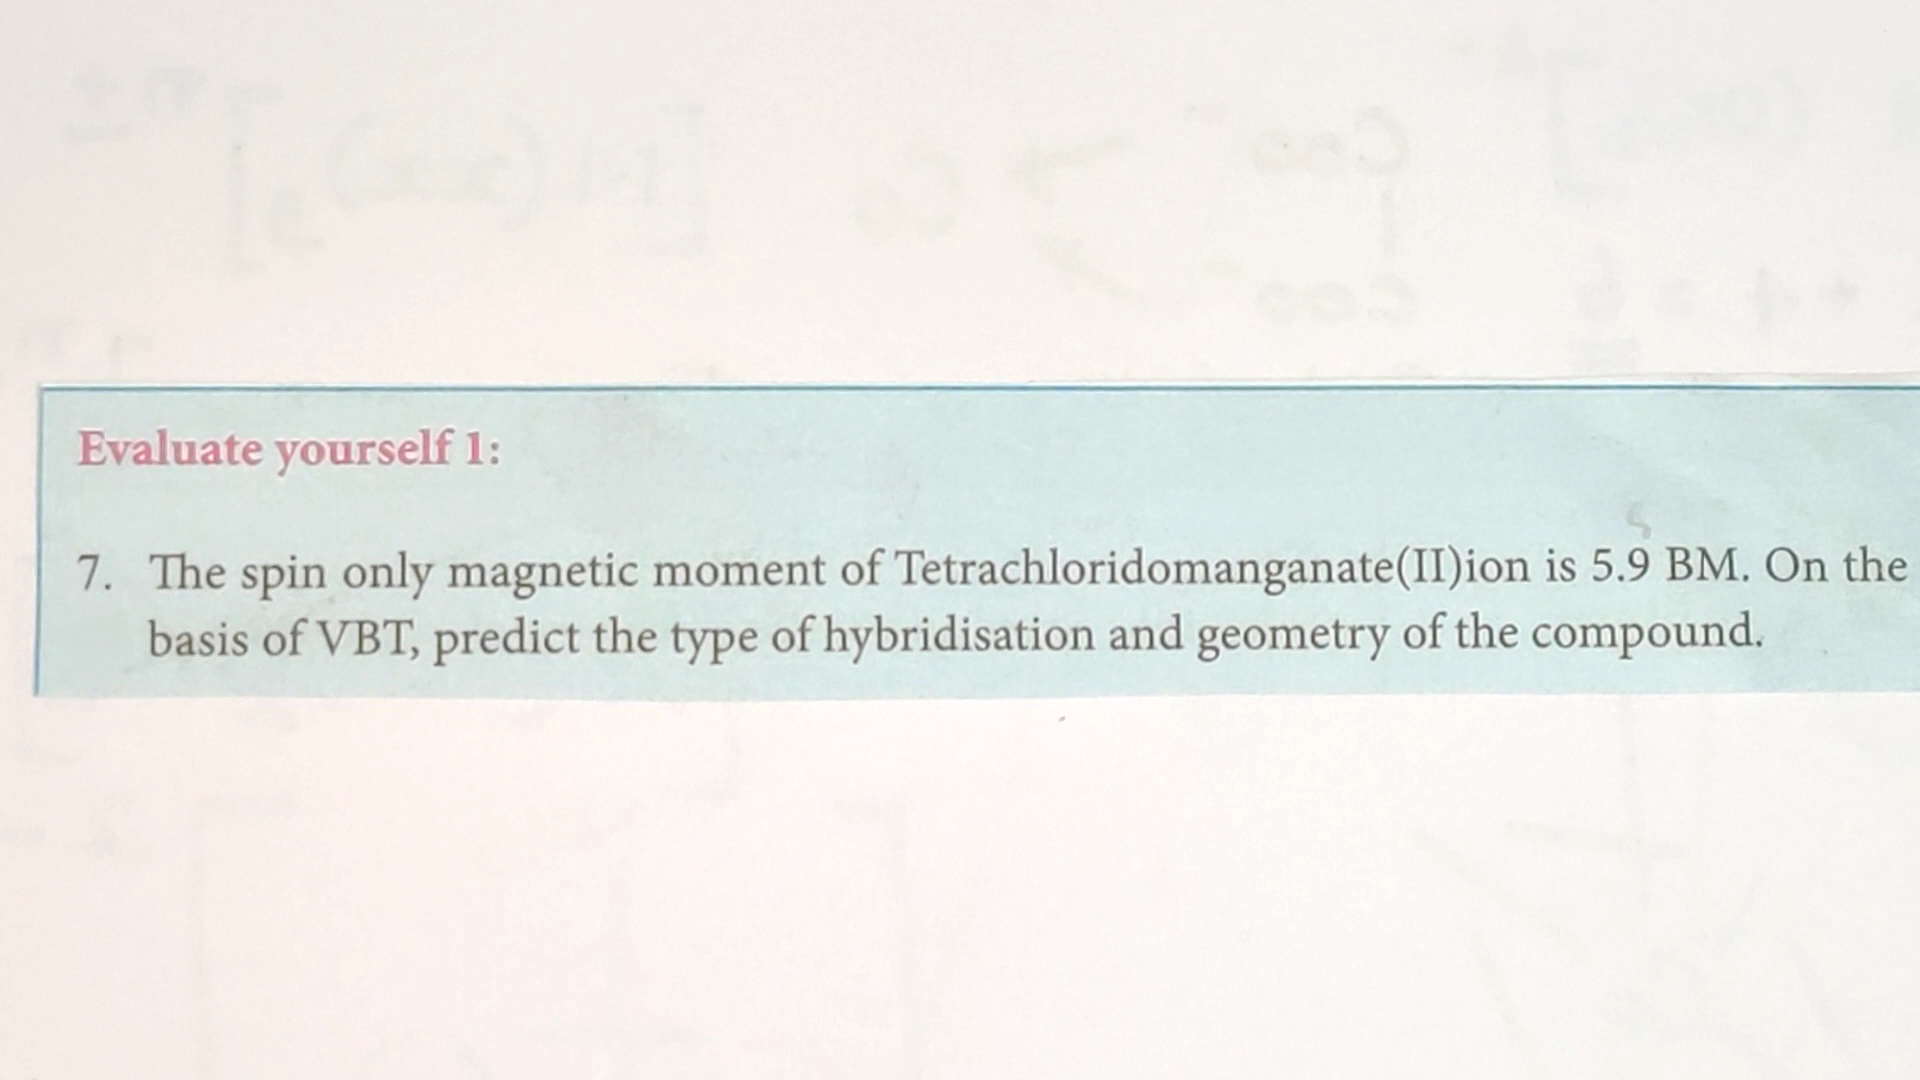 Evaluate yourself 1:
7. The spin only magnetic moment of Tetrachloridomanganate(II)ion is 5.9 BM. On the
basis of VBT, predict the type of hybridisation and geometry of the compound.